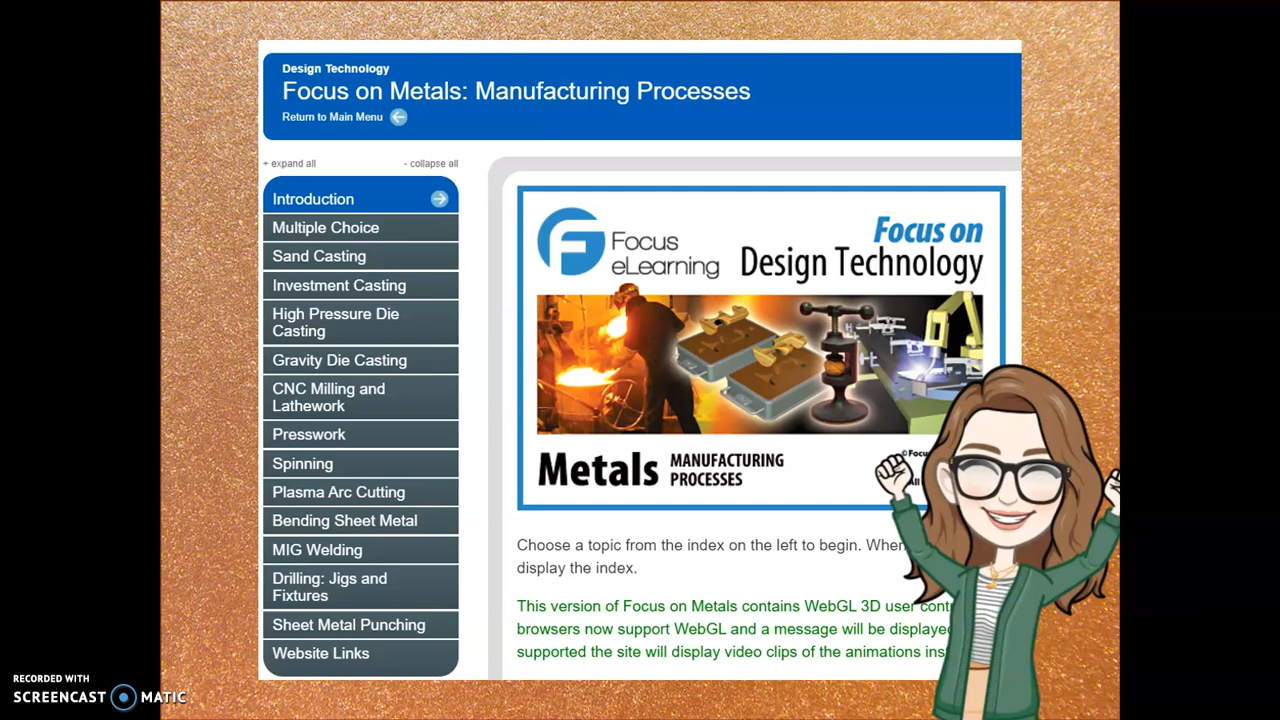 Design Technology
Focus on Metals: Manufacturing Processes
Return to Main Menu
+ expand all
- collapse all
Introduction
Multiple Choice
Sand Casting
Investment Casting
High Pressure Die
Casting
Gravity Die Casting
CNC Milling and
Lathework
Presswork
Spinning
Plasma Arc Cutting
Bending Sheet Metal
MIG Welding
Drilling: Jigs and
Fixtures
Sheet Metal Punching
Website Links
Focus
eLearning
Focus on
Design Technology
Metals
MANUFACTURING
PROCESSES
©Focu
All
Choose a topic from the index on the left to begin. When
display the index.
This version of Focus on Metals contains WebGL 3D user cont
browsers now support WebGL and a message will be displayed
supported the site will display video clips of the animations ins
RECORDED WITH
SCREENCAST MATIC